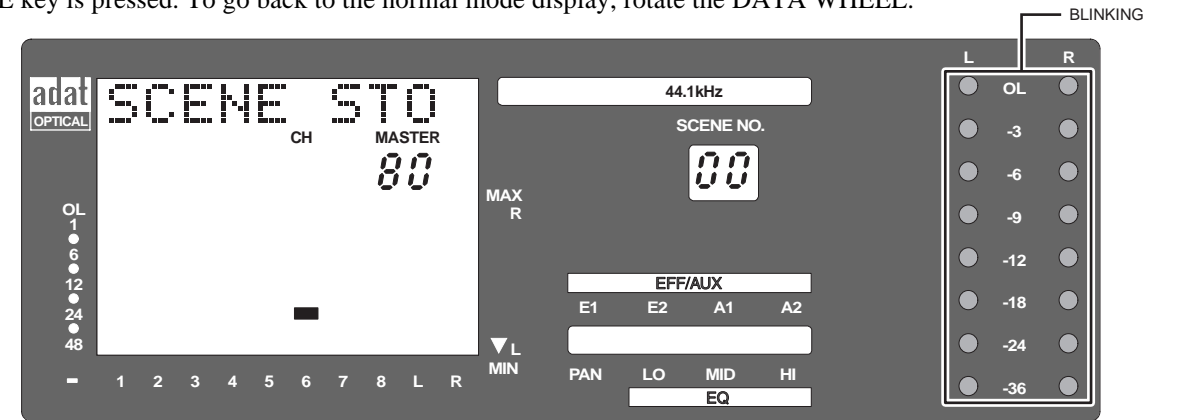 E key is pressed. To go back to the normal mode display, rotate the DATA WHEEL.
BLINKING
adat
OPTICAL
SCENE STO
CH MASTER
80
44.1kHz
SCENE NO.
00
MAX
R
OL
1
6
12
24
48
-
1 2 3 4 5 6 7 8 L R
L
MIN
EFF/AUX
E1 E2 A1 A2
PAN LO MID HI
EQ
L R
OL
-3
-6
-9
-12
-18
-24
-36